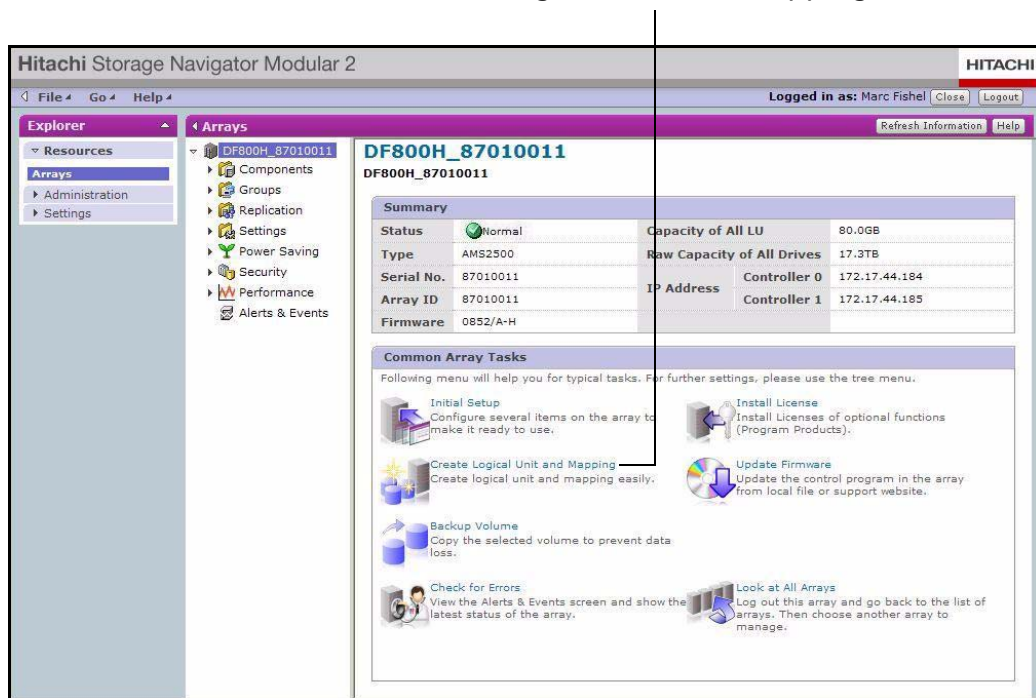 Hitachi Storage Navigator Modular 2
HITACHI
File Go Help
Logged in as: Marc Fishel Close Logout
Explorer
Resources
Arrays
Administration
Settings
Arrays
Refresh Information Help
DF800H_87010011
Components
Groups
Replication
Settings
Power Saving
Security
Performance
Alerts & Events
DF800H_87010011
DF800H_87010011
Summary
Status Normal Capacity of All LU 80.0GB
Type AMS2500 Raw Capacity of All Drives 17.3TB
Serial No. 87010011 IP Address Controller 0 172.17.44.184
Array ID 87010011 Controller 1 172.17.44.185
Firmware 0852/A-H
Common Array Tasks
Following menu will help you for typical tasks. For further settings, please use the tree menu.
Initial Setup
Configure several items on the array to
make it ready to use.
Install License
Install Licenses of optional functions
(Program Products).
Create Logical Unit and Mapping
Create logical unit and mapping easily.
Update Firmware
Update the control program in the array
from local file or support website.
Backup Volume
Copy the selected volume to prevent data
loss.
Check for Errors
View the Alerts & Events screen and show the
latest status of the array.
Look at All Arrays
Log out this array and go back to the list of
arrays. Then choose another array to
manage.